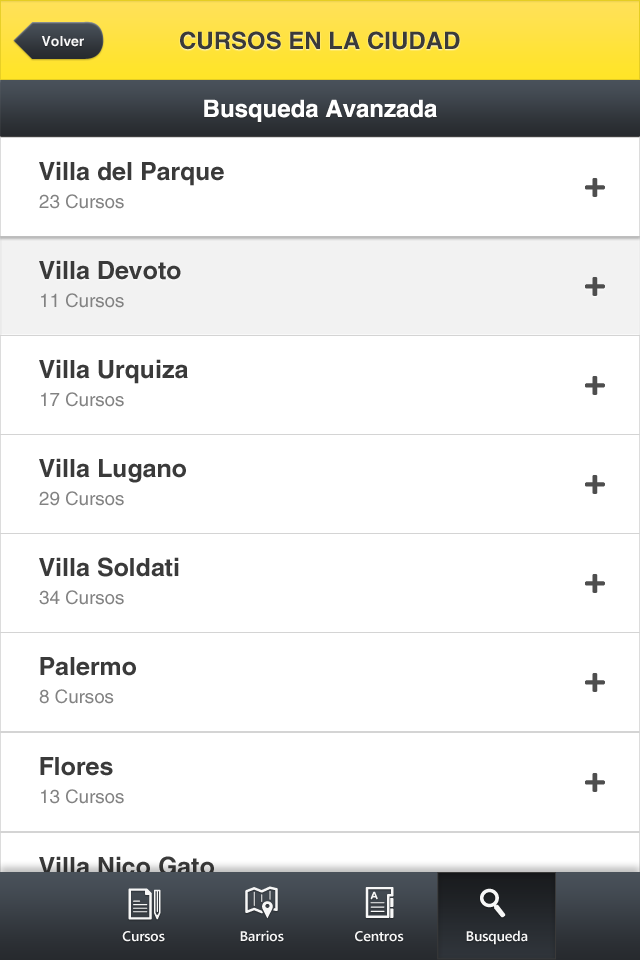 Volver
CURSOS EN LA CIUDAD
Busqueda Avanzada
Villa del Parque
23 Cursos
Villa Devoto
11 Cursos
Villa Urquiza
17 Cursos
Villa Lugano
29 Cursos
Villa Soldati
34 Cursos
Palermo
8 Cursos
Flores
13 Cursos
Villa Nico Gato
Cursos
Barrios
Centros
Busqueda